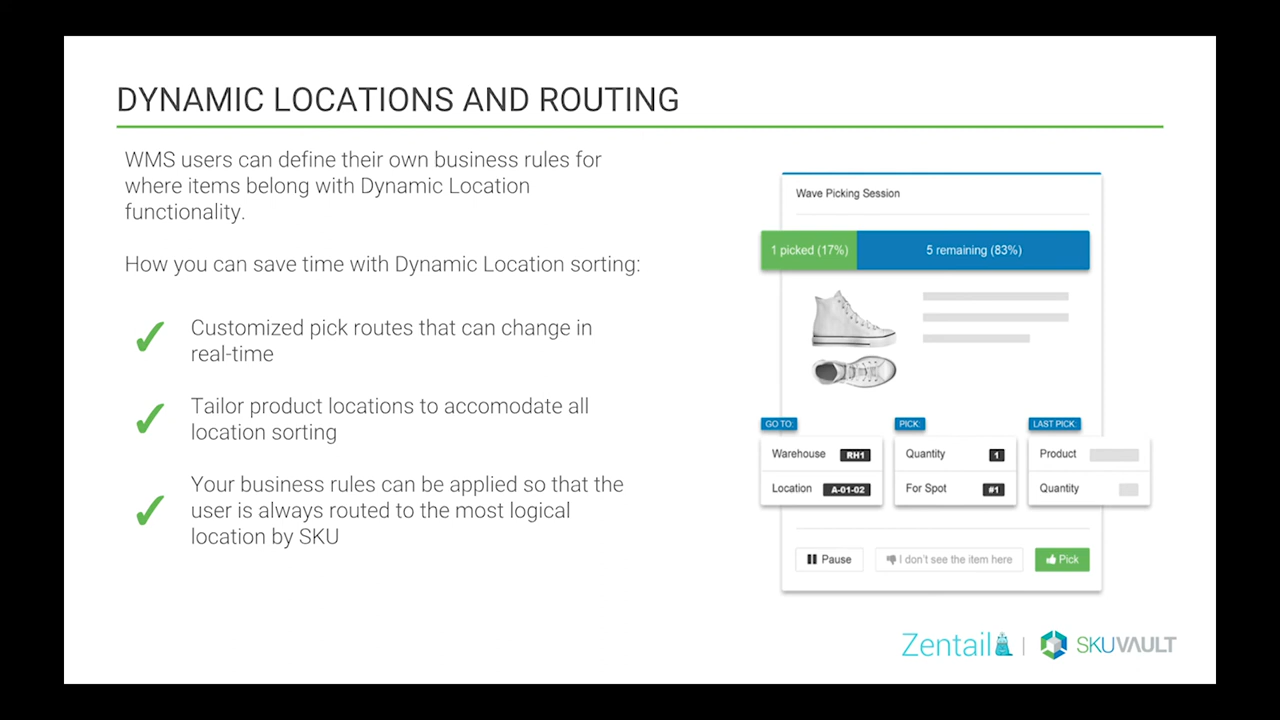 DYNAMIC LOCATIONS AND ROUTING
WMS users can define their own business rules for
where items belong with Dynamic Location
functionality.
How you can save time with Dynamic Location sorting:
Customized pick routes that can change in
real-time
Tailor product locations to accomodate all
location sorting
Your business rules can be applied so that the
user is always routed to the most logical
location by SKU
Wave Picking Session
1 picked (17%) 5 remaining (83%)
GO TO: PICK: LAST PICK:
Warehouse RH1 Quantity 1 Product
Location A-01-02 For Spot #1 Quantity
Pause I don't see the item here Pick
Zentail | SKUVAULT